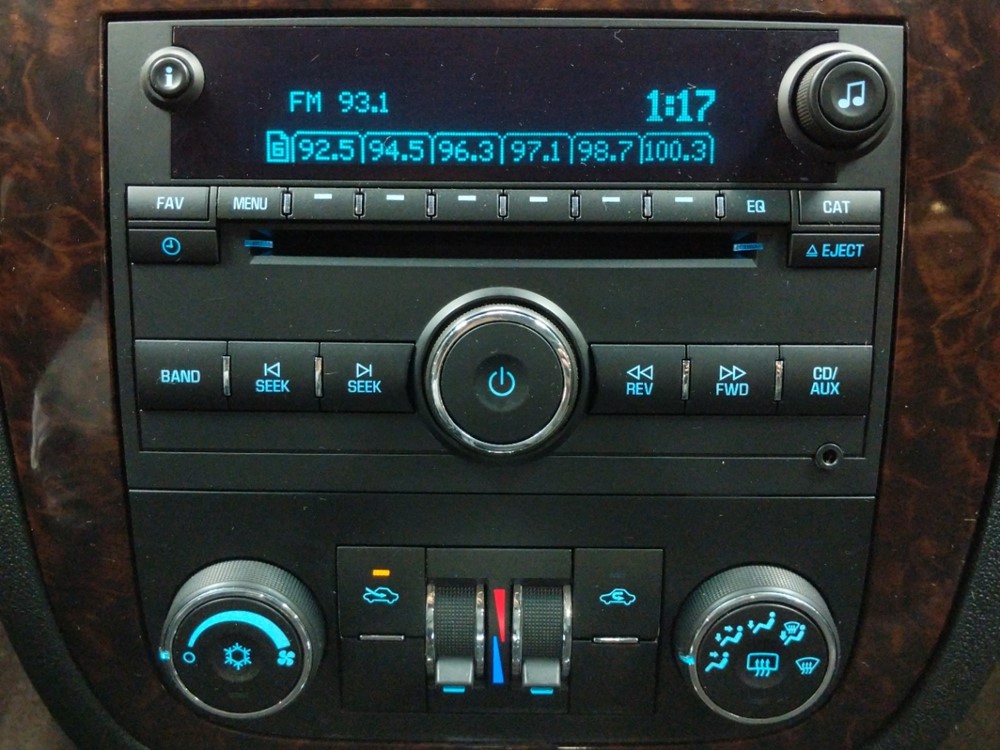 i
FM 93.1
1:17
6 92.5 94.5 96.3 97.1 98.7 100.3
FAV
MENU
EQ
CAT
EJECT
BAND
SEEK
SEEK
REV
FWD
CD/
AUX